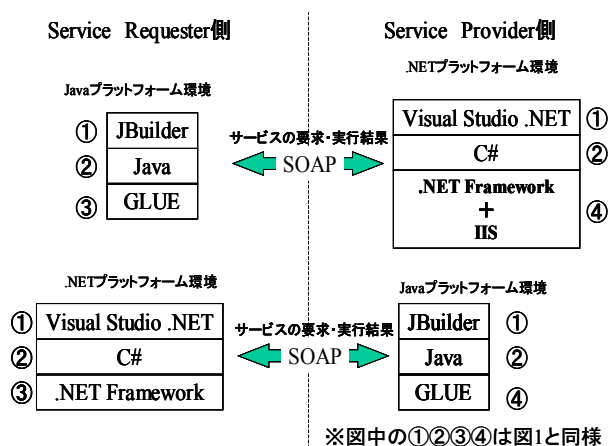 Service Requester側
Service Provider側
Javaプラットフォーム環境
① JBuilder
② Java
③ GLUE
サービスの要求・実行結果
SOAP
.NETプラットフォーム環境
Visual Studio .NET ①
C# ②
.NET Framework
+
IIS
④
.NETプラットフォーム環境
① Visual Studio .NET
② C#
③ .NET Framework
サービスの要求・実行結果
SOAP
Javaプラットフォーム環境
JBuilder ①
Java ②
GLUE ④
※図中の①②③④は図1と同様